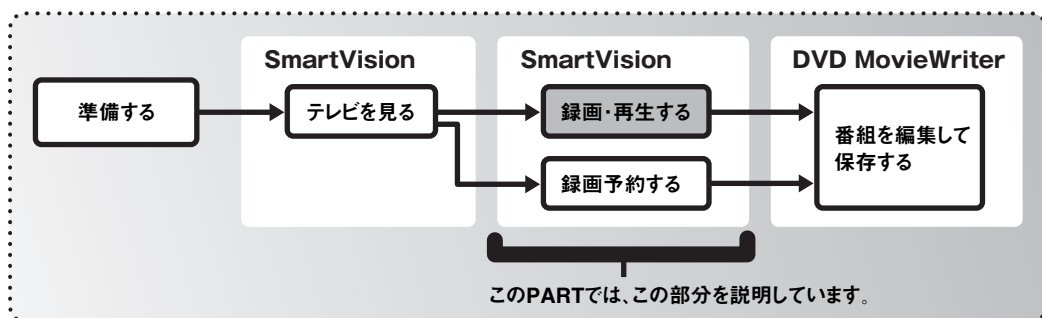 SmartVision
SmartVision
DVD MovieWriter
準備する
テレビを見る
録画・再生する
録画予約する
番組を編集して
保存する
このPARTでは、この部分を説明しています。